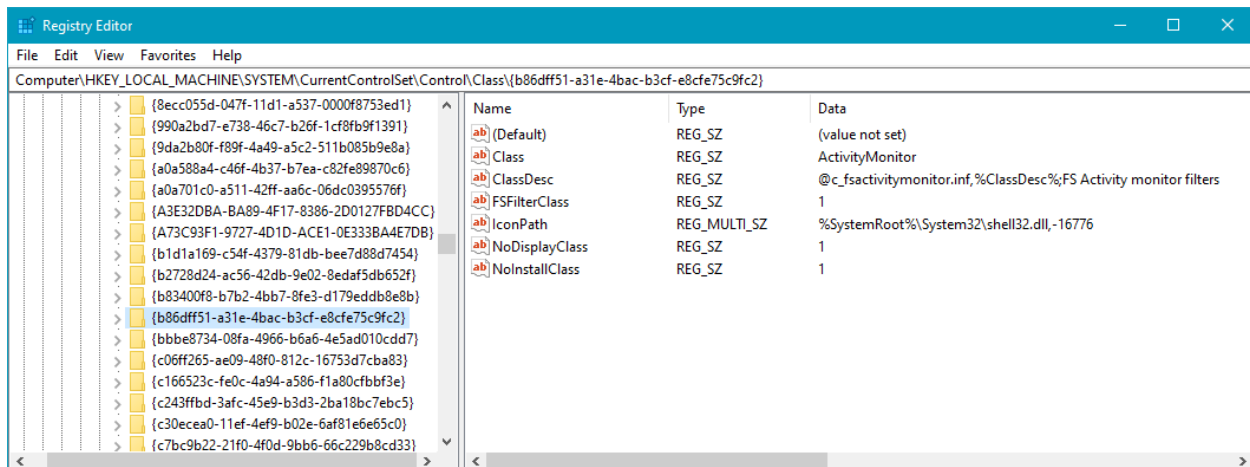 Registry Editor
File Edit View Favorites Help
Computer\HKEY_LOCAL_MACHINE\SYSTEM\CurrentControlSet\Control\Class\{b86dff51-a31e-4bac-b3cf-e8cfe75c9fc2}
{8ecc055d-047f-11d1-a537-0000f8753ed1}
{990a2bd7-e738-46c7-b26f-1cf8fb9f1391}
{9da2b80f-f89f-4a49-a5c2-511b085b9e8a}
{a0a588a4-c46f-4b37-b7ea-c82fe89870c6}
{a0a701c0-a511-42ff-aa6c-06dc0395576f}
{A3E32DBA-BA89-4F17-8386-2D0127FBD4CC}
{A73C93F1-9727-4D1D-ACE1-0E333BA4E7DB}
{b1d1a169-c54f-4379-81db-bee7d88d7454}
{b2728d24-ac56-42db-9e02-8edaf5db652f}
{b83400f8-b7b2-4bb7-8fe3-d179eddb8e8b}
{b86dff51-a31e-4bac-b3cf-e8cfe75c9fc2}
{bbbe8734-08fa-4966-b6a6-4e5ad010cdd7}
{c06ff265-ae09-48f0-812c-16753d7cba83}
{c166523c-fe0c-4a94-a586-f1a80cfbbf3e}
{c243ffbd-3afc-45e9-b3d3-2ba18bc7ebc5}
{c30ecea0-11ef-4ef9-b02e-6af81e6e65c0}
{c7bc9b22-21f0-4f0d-9bb6-66c229b8cd33}
Name Type Data
(Default) REG_SZ (value not set)
Class REG_SZ ActivityMonitor
ClassDesc REG_SZ @c_fsactivitymonitor.inf,%ClassDesc%;FS Activity monitor filters
FSFilterClass REG_SZ 1
IconPath REG_MULTI_SZ %SystemRoot%\System32\shell32.dll,-16776
NoDisplayClass REG_SZ 1
NoInstallClass REG_SZ 1